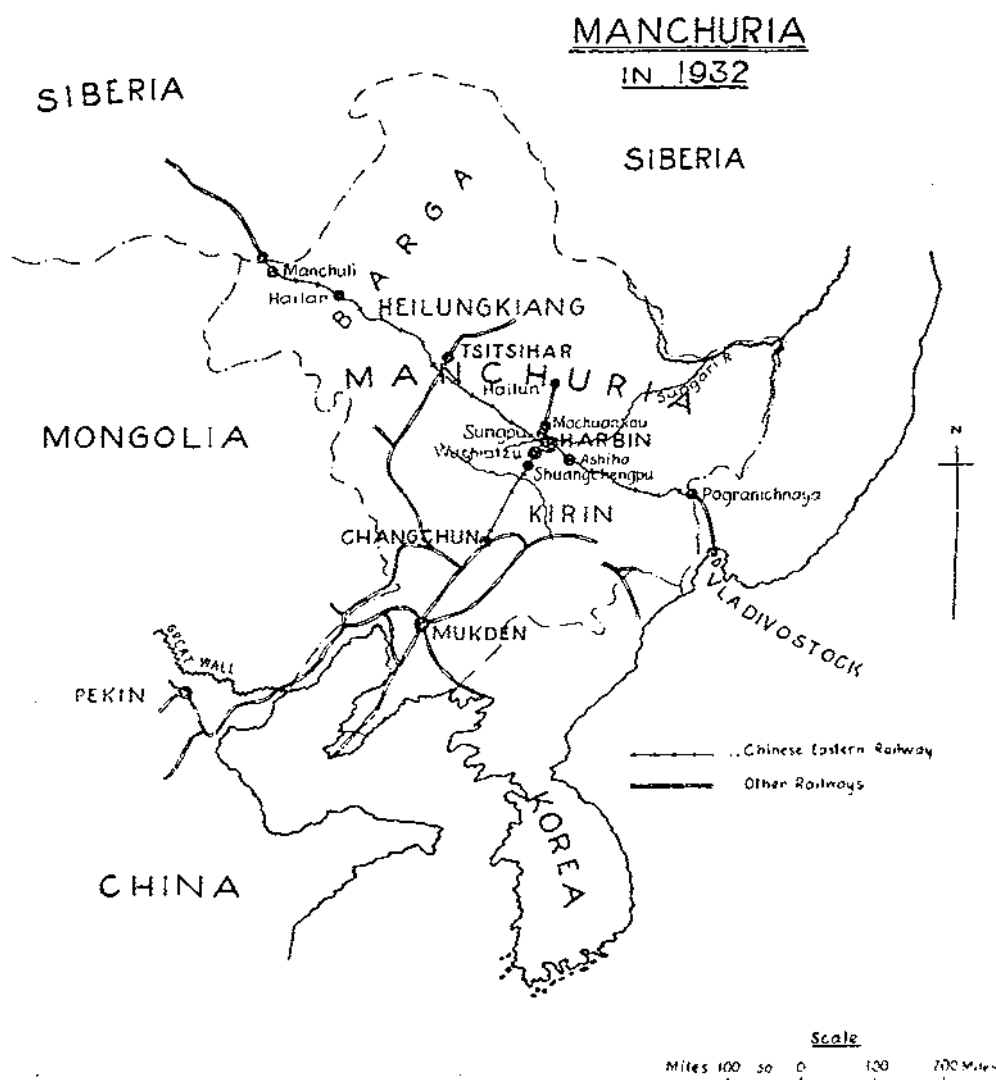 MANCHURIA
IN 1932
SIBERIA
SIBERIA
BARGA
Manchuli
Hailar
HEILUNGKIANG
TSITSIHAR
MANCHURIA
Hailun
Sungari R
MONGOLIA
Sungpu
HARBIN
Ashiho
Shuangchengpu
N
Pogranichnaya
KIRIN
CHANGCHUN
VLADIVOSTOCK
MUKDEN
GREAT WALL
PEKIN
Chinese Eastern Railway
Other Railways
KOREA
CHINA
Scale
Miles 100 50 0 100 200 Miles